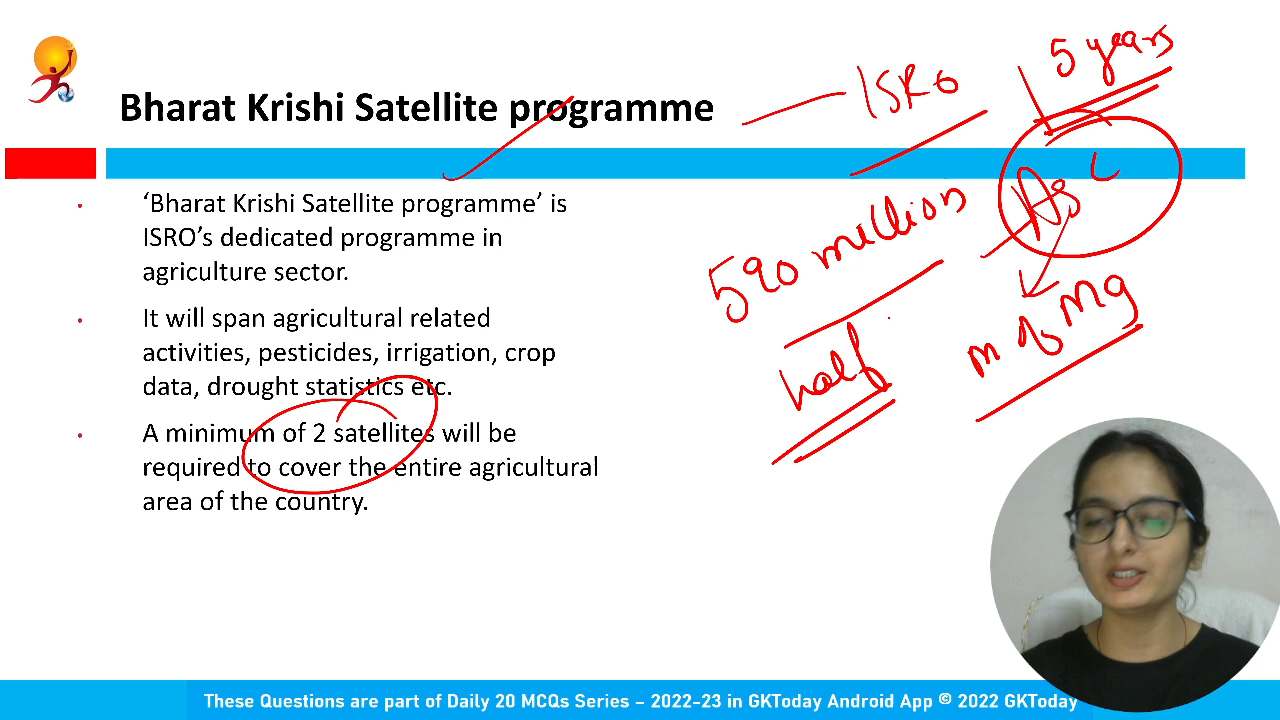 Bharat Krishi Satellite programme
ISRO
5 years
‘Bharat Krishi Satellite programme’ is
ISRO’s dedicated programme in
agriculture sector.
It will span agricultural related
activities, pesticides, irrigation, crop
data, drought statistics etc.
A minimum of 2 satellites will be
required to cover the entire agricultural
area of the country.
590 million
half
These Questions are part of Daily 20 MCQs Series – 2022-23 in GKToday Android App © 2022 GKToday